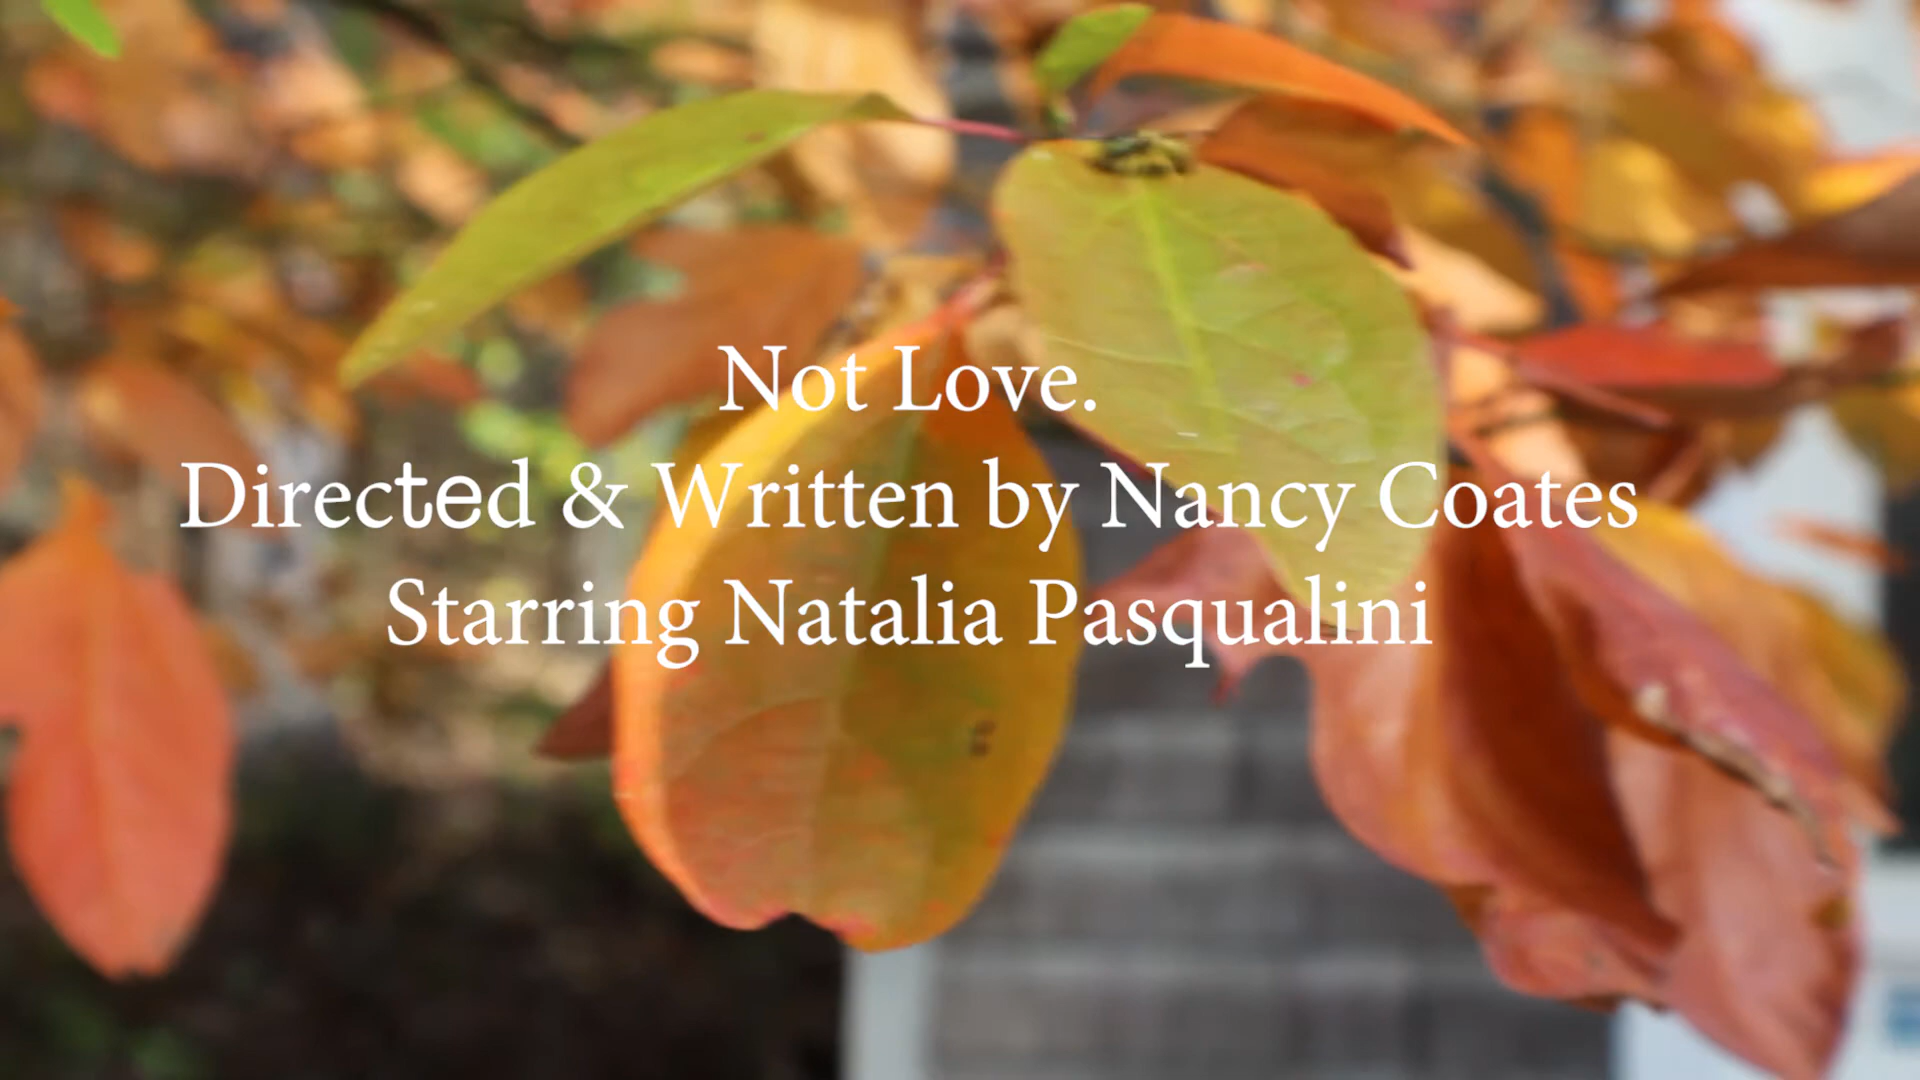 Not Love.
Directed & Written by Nancy Coates
Starring Natalia Pasqualini